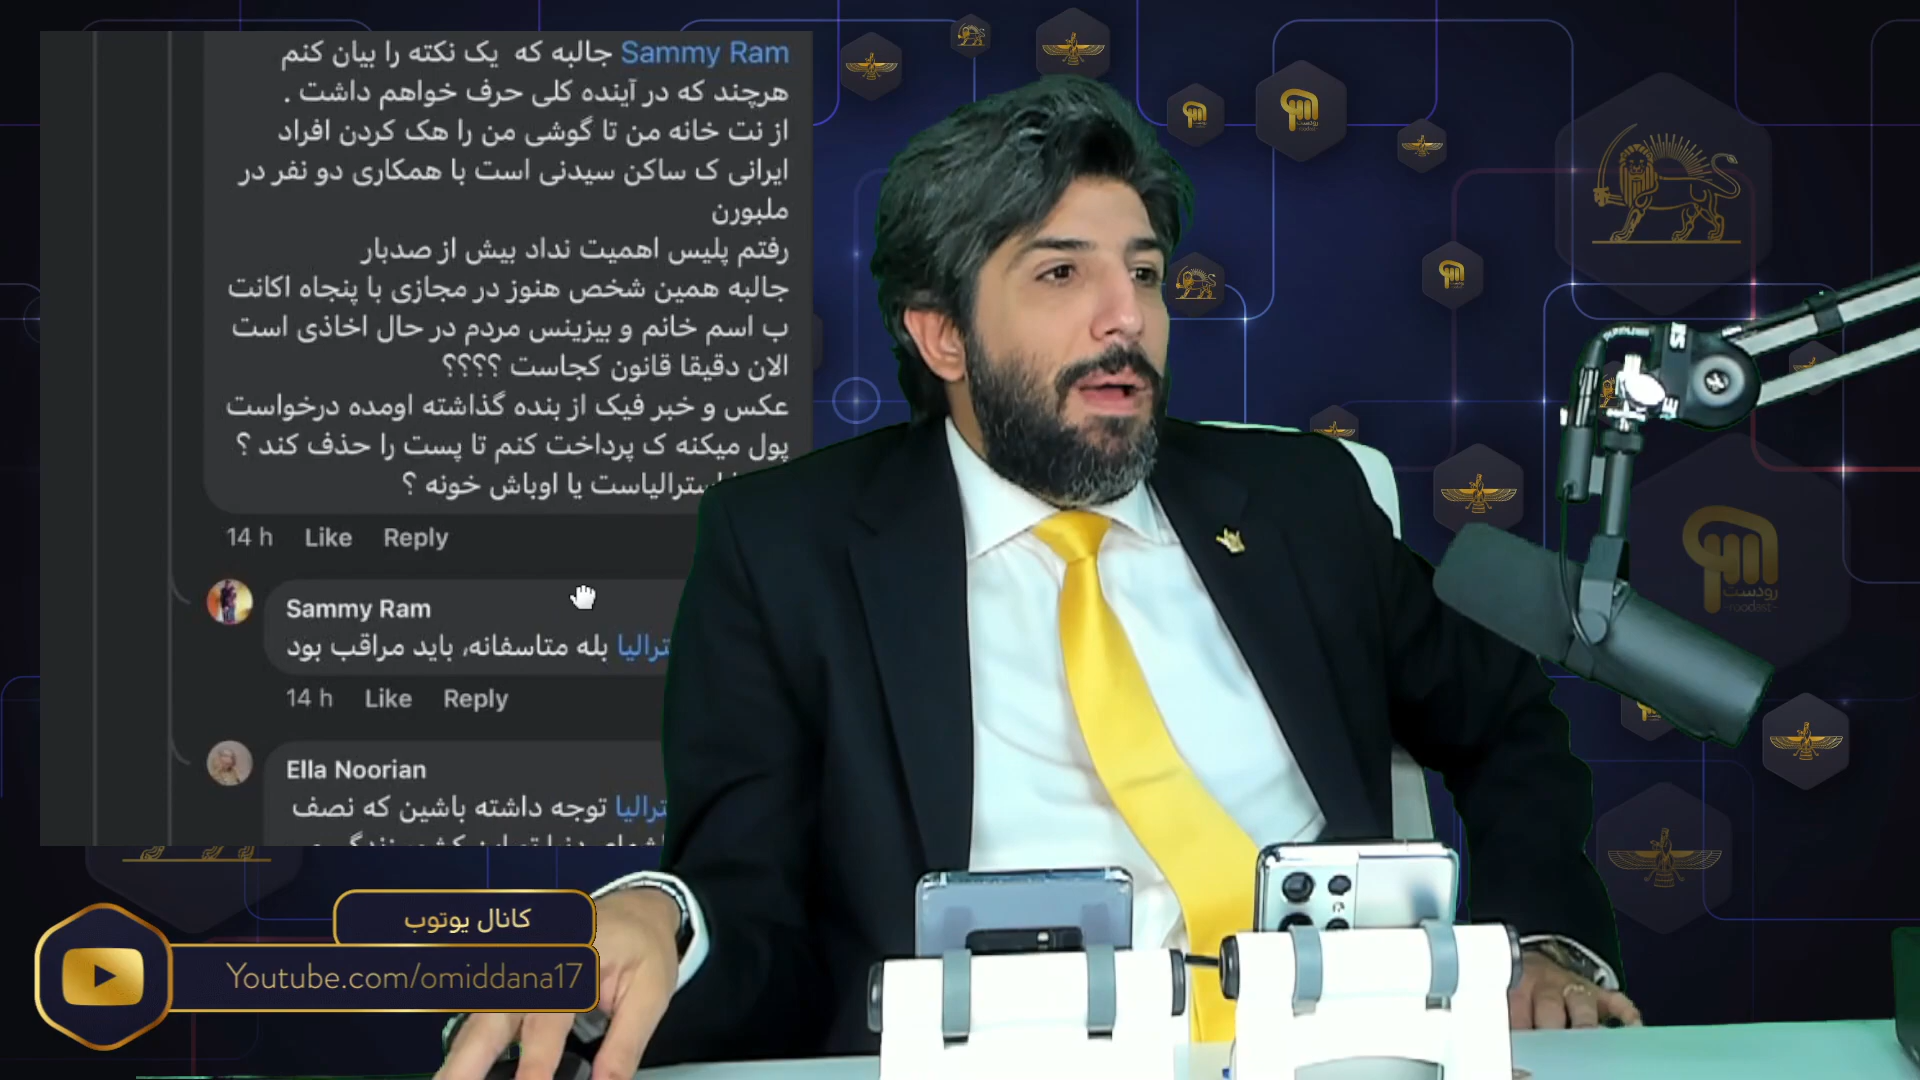 Sammy Ram جالبه که یک نکته را بیان کنم
هرچند که در آینده کلی حرف خواهم داشت .
از نت خانه من تا گوشی من را هک کردن افراد
ایرانی ک ساکن سیدنی است با همکاری دو نفر در
ملبورن
رفتم پلیس اهمیت نداد بیش از صدبار
جالبه همین شخص هنوز در مجازی با پنجاه اکانت
ب اسم خانم و بیزینس مردم در حال اخاذی است
الان دقیقا قانون کجاست ؟؟؟؟
عکس و خبر فیک از بنده گذاشته اومده درخواست
پول میکنه ک پرداخت کنم تا پست را حذف کند ؟
استرالیاست یا اوباش خونه ؟
14 h Like Reply
Sammy Ram
بله متاسفانه، باید مراقب بود
14 h Like Reply
Ella Noorian
توجه داشته باشین که نصف
کانال یوتوب
Youtube.com/omiddana17
رودست
-roodast-